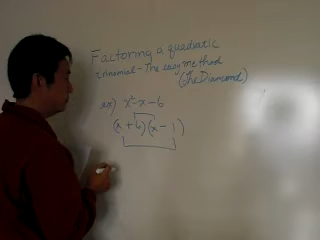 Factoring a quadratic
trinomial - The easy method
(The Diamond)
ex) x²-x-6
(x + 6)(x - 1)